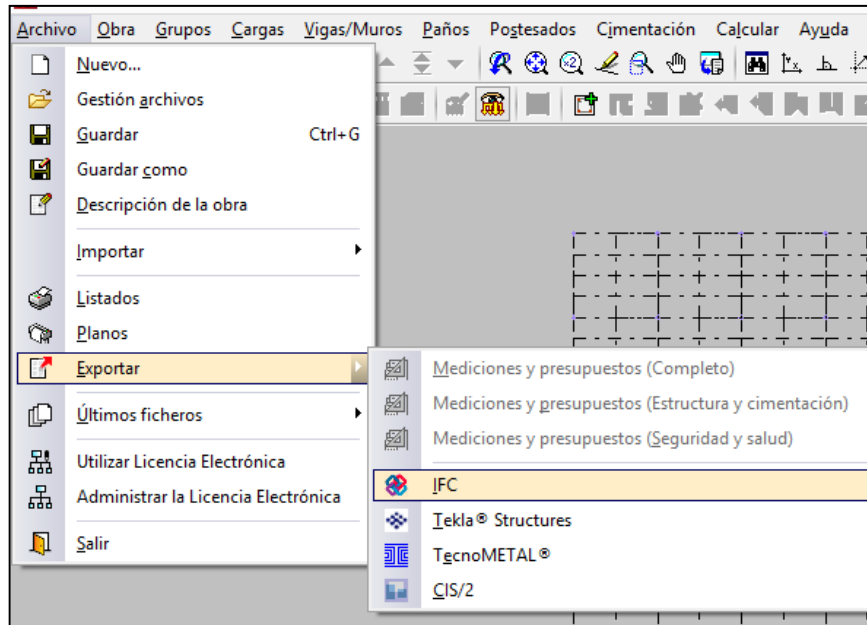 Archivo Obra Grupos Cargas Vigas/Muros Paños Postesados Cimentación Calcular Ayuda
Nuevo...
Gestión archivos
Guardar Ctrl+G
Guardar como
Descripción de la obra
Importar
Listados
Planos
Exportar
Mediciones y presupuestos (Completo)
Mediciones y presupuestos (Estructura y cimentación)
Mediciones y presupuestos (Seguridad y salud)
IFC
Tekla® Structures
TecnoMETAL®
CIS/2
Últimos ficheros
Utilizar Licencia Electrónica
Administrar la Licencia Electrónica
Salir